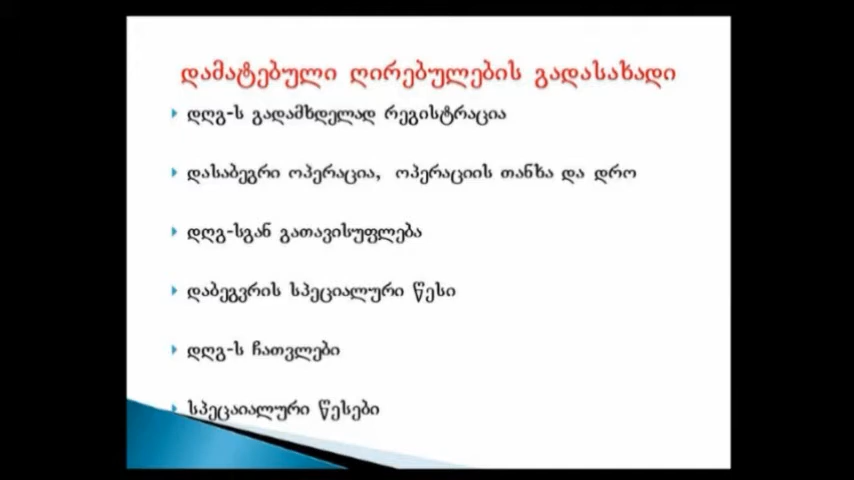 დამატებული ღირებულების გადასახადი
დღგ-ს გადამხდელად რეგისტრაცია
დასაბეგრი ოპერაცია, ოპერაციის თანხა და დრო
დღგ-სგან გათავისუფლება
დაბეგვრის სპეციალური წესი
დღგ-ს ჩათვლები
სპეცაიალური წესები